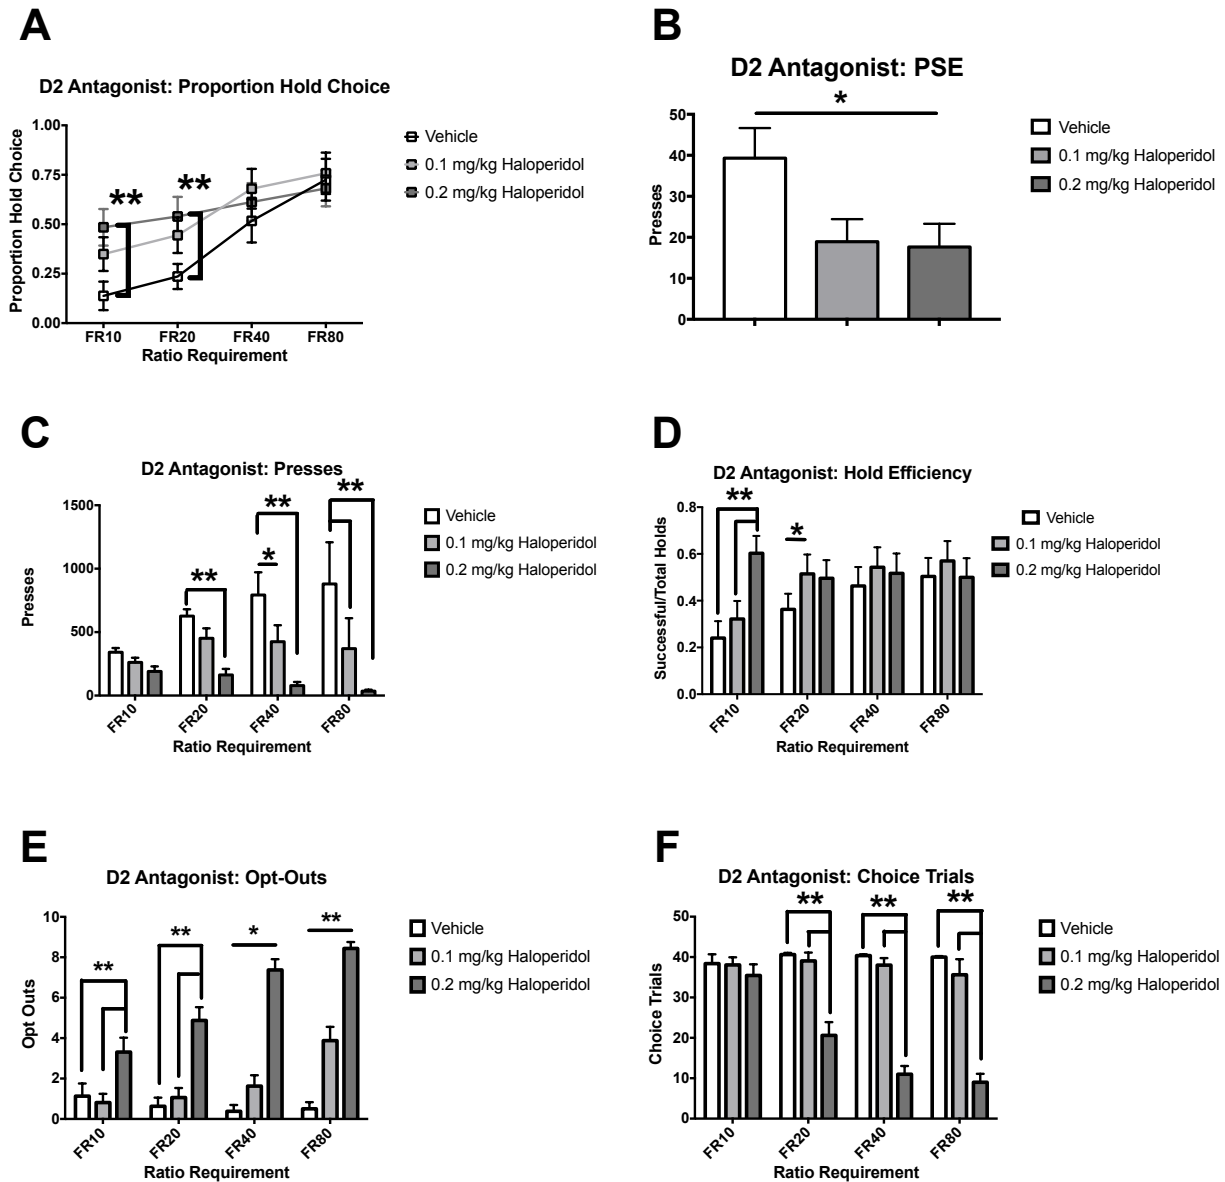 A
D2 Antagonist: Proportion Hold Choice
Proportion Hold Choice
1.00
0.75
0.50
0.25
0.00
**
**
FR10 FR20 FR40 FR80
Ratio Requirement
Vehicle
0.1 mg/kg Haloperidol
0.2 mg/kg Haloperidol
B
D2 Antagonist: PSE
Presses
50
40
30
20
10
0
*
Vehicle
0.1 mg/kg Haloperidol
0.2 mg/kg Haloperidol
C
D2 Antagonist: Presses
Presses
1500
1000
500
0
**
**
*
**
FR10 FR20 FR40 FR80
Ratio Requirement
Vehicle
0.1 mg/kg Haloperidol
0.2 mg/kg Haloperidol
D
D2 Antagonist: Hold Efficiency
Successful/Total Holds
0.8
0.6
0.4
0.2
0.0
**
*
FR10 FR20 FR40 FR80
Ratio Requirement
Vehicle
0.1 mg/kg Haloperidol
0.2 mg/kg Haloperidol
E
D2 Antagonist: Opt-Outs
Opt Outs
10
8
6
4
2
0
**
**
*
**
FR10 FR20 FR40 FR80
Ratio Requirement
Vehicle
0.1 mg/kg Haloperidol
0.2 mg/kg Haloperidol
F
D2 Antagonist: Choice Trials
Choice Trials
50
40
30
20
10
0
**
**
**
FR10 FR20 FR40 FR80
Ratio Requirement
Vehicle
0.1 mg/kg Haloperidol
0.2 mg/kg Haloperidol